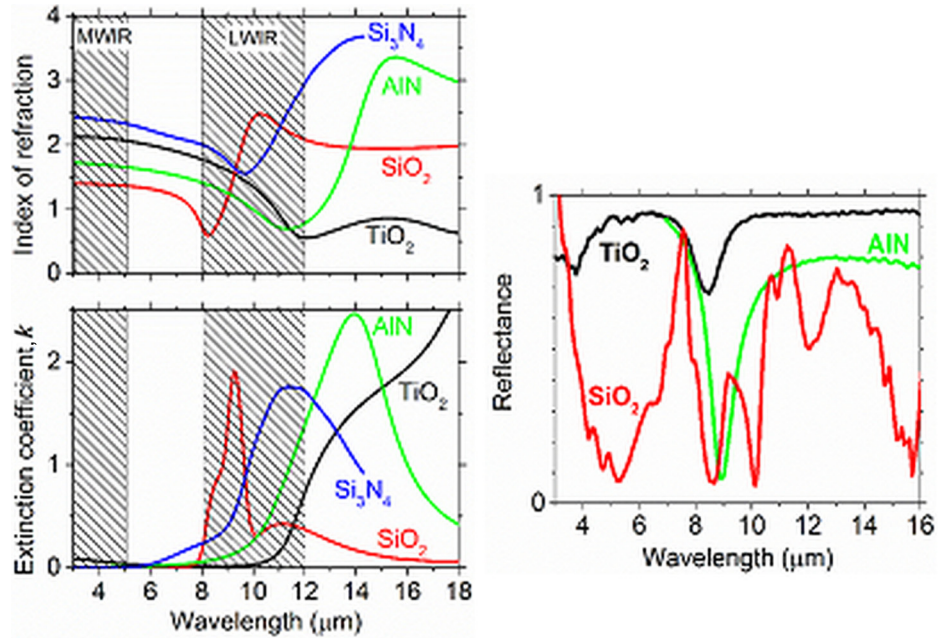 4
MWIR
LWIR
Si₃N₄
3
AlN
2
SiO₂
1
TiO₂
0
Index of refraction
AlN
2
TiO₂
1
Si₃N₄
SiO₂
0
Extinction coefficient, k
4 6 8 10 12 14 16 18
Wavelength (μm)
1
TiO₂
AlN
SiO₂
0
Reflectance
4 6 8 10 12 14 16
Wavelength (μm)